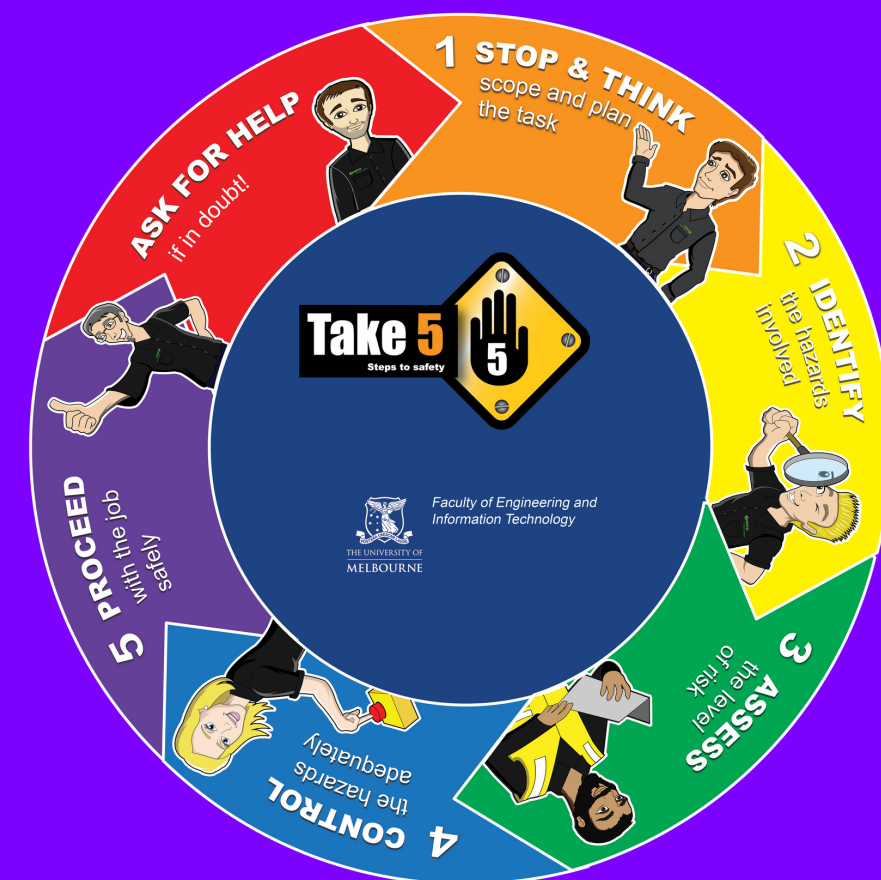 1 STOP & THINK
scope and plan
the task
2 IDENTIFY
the hazards
involved
3 ASSESS
the level
of risk
4 CONTROL
the hazards
adequately
5 PROCEED
with the job
safely
ASK FOR HELP
if in doubt!
Take 5
Steps to safety
5
THE UNIVERSITY OF
MELBOURNE
Faculty of Engineering and
Information Technology